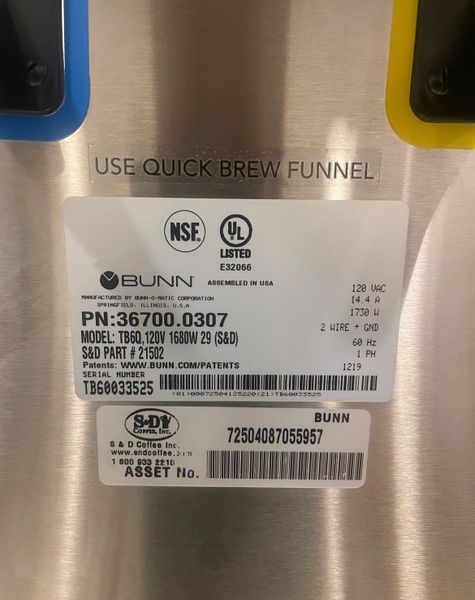 USE QUICK BREW FUNNEL
NSF
UL
LISTED
E32066
BUNN
ASSEMBLED IN USA
MANUFACTURED BY BUNN-O-MATIC CORPORATION
SPRINGFIELD, ILLINOIS, U.S.A
PN:36700.0307
MODEL: TB6Q,120V 1680W 29 (S&D)
S&D PART # 21502
Patents: WWW.BUNN.COM/PATENTS
SERIAL NUMBER
TB60033525
120 VAC
14.4 A
1730 W
2 WIRE + GND
60 Hz
1 PH
1219
(01)00072504125220(21)TB60033525
S&D
COFFEE, INC.
S & D Coffee Inc.
www.sndcoffee.com
1 800 933 2210
ASSET No.
BUNN
72504087055957